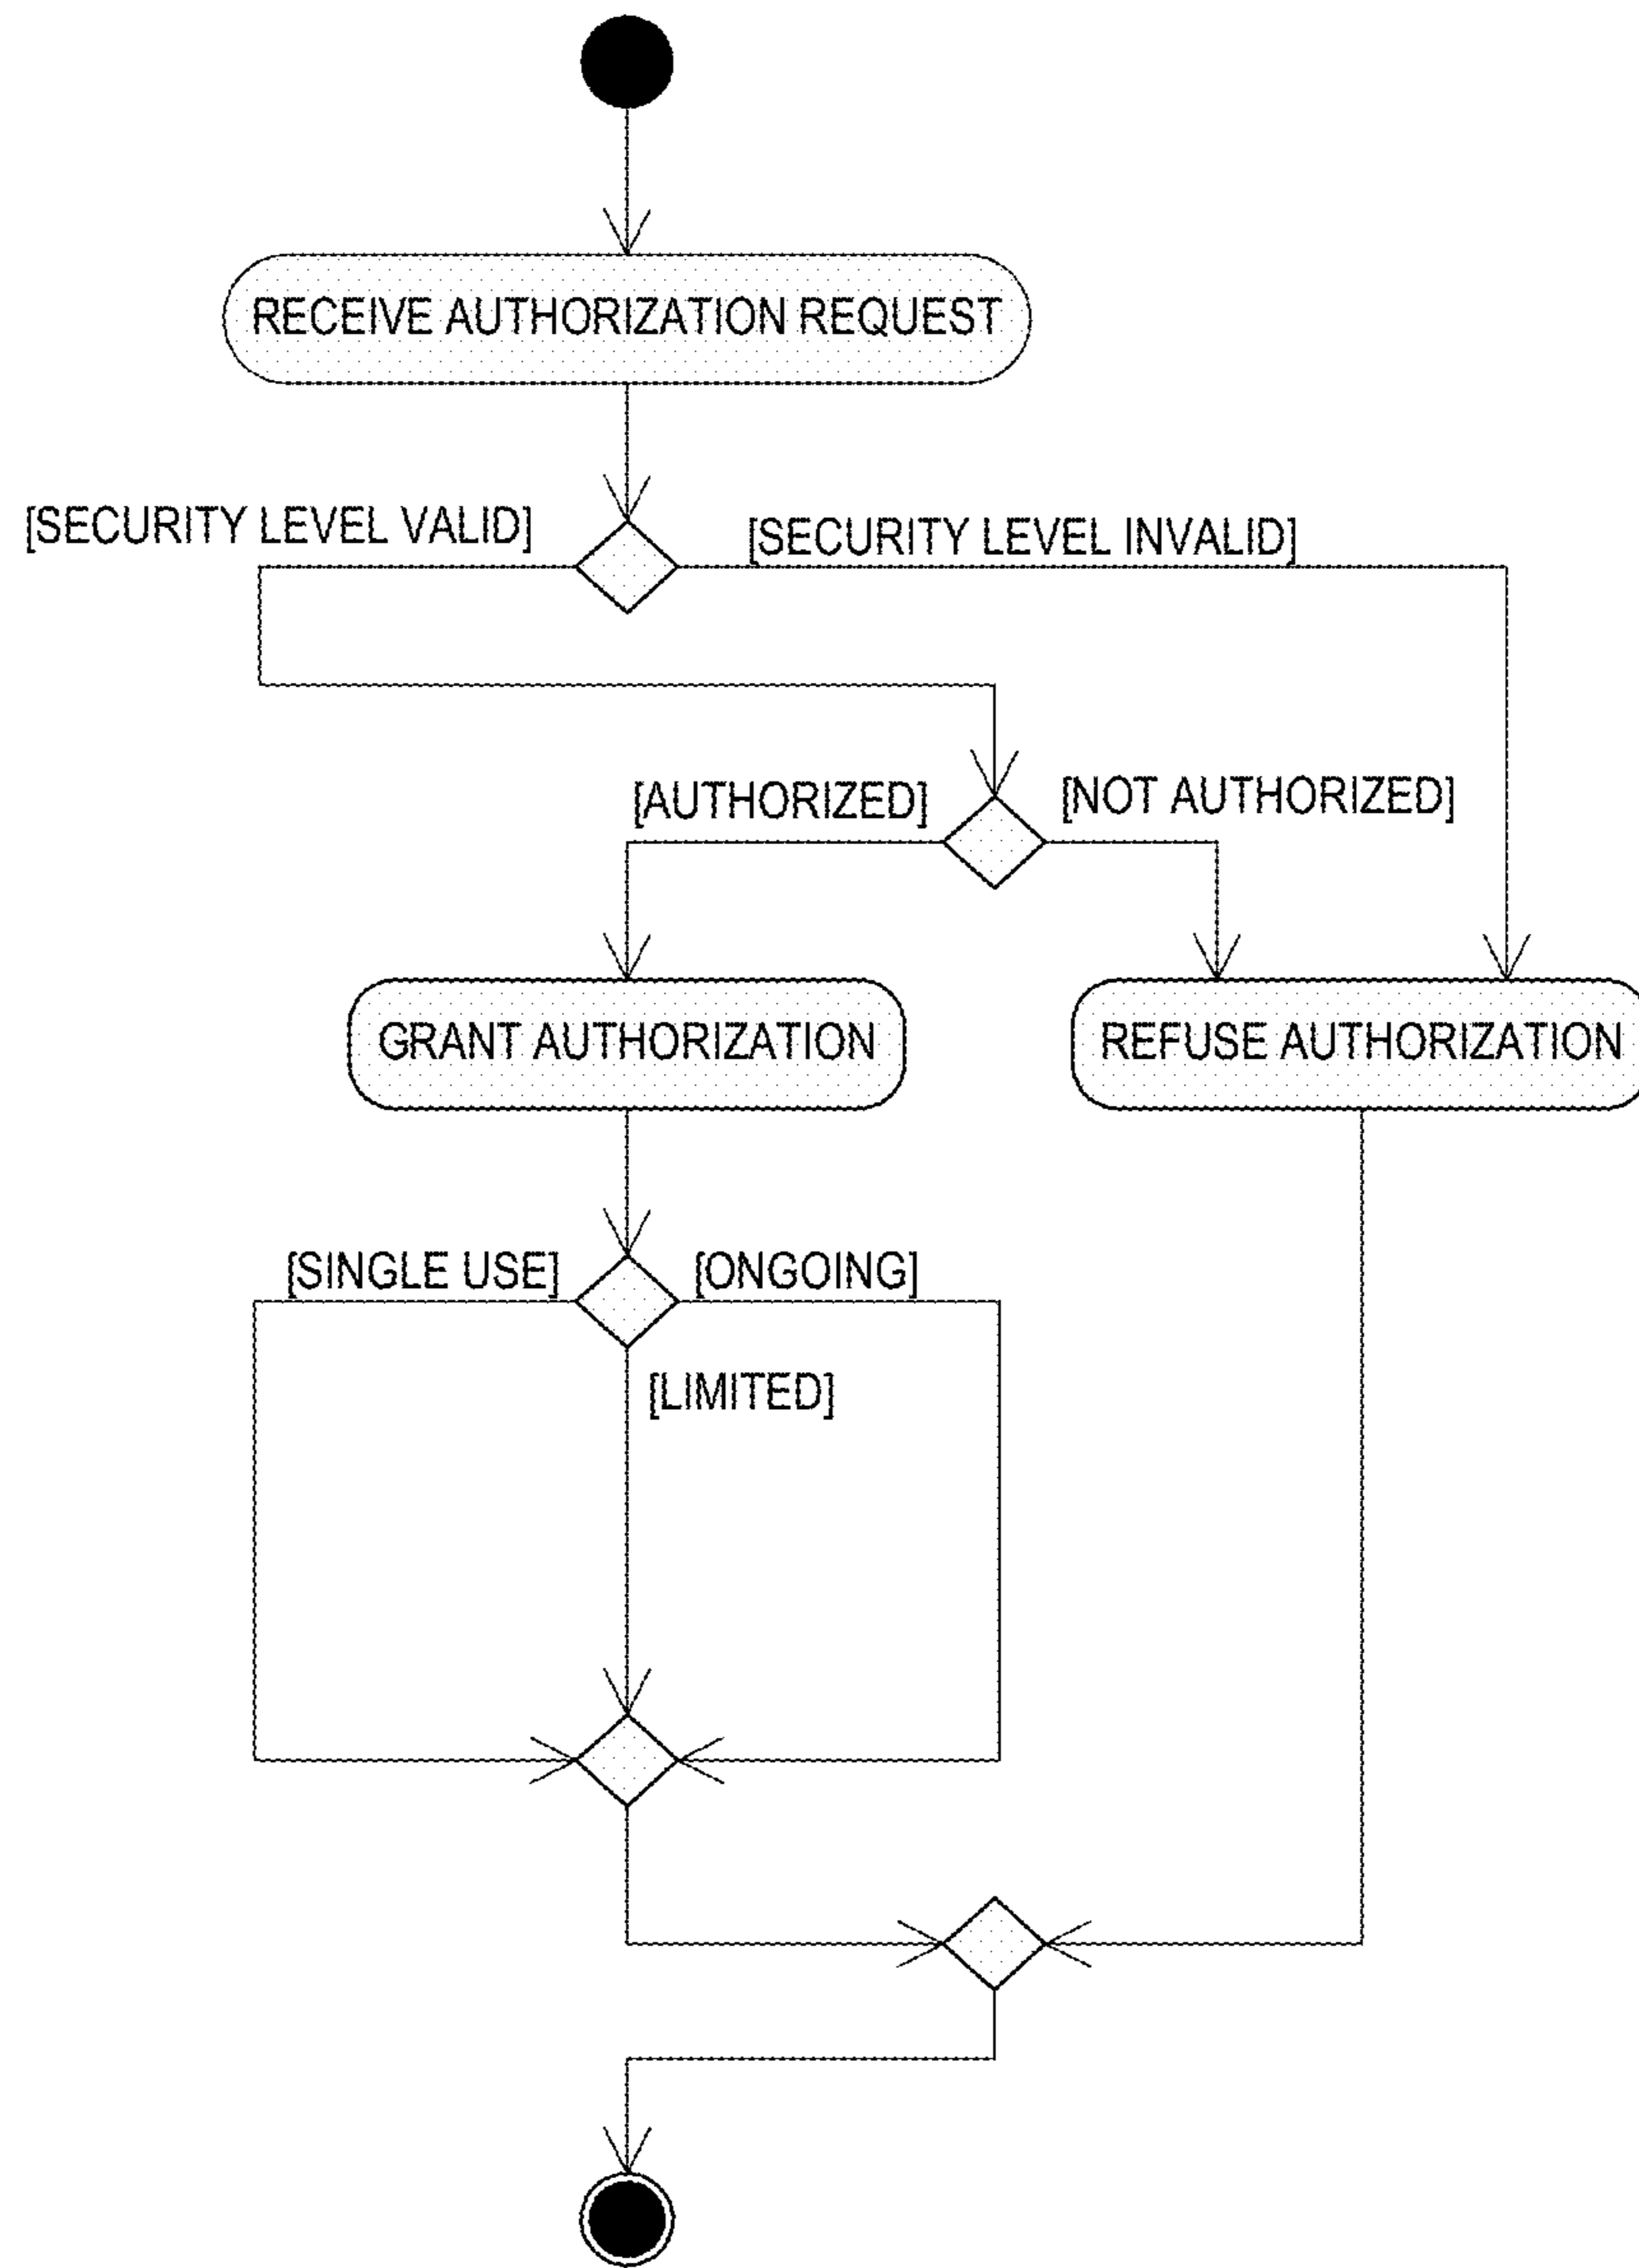 RECEIVE AUTHORIZATION REQUEST
[SECURITY LEVEL VALID]
[SECURITY LEVEL INVALID]
[AUTHORIZED]
[NOT AUTHORIZED]
GRANT AUTHORIZATION
REFUSE AUTHORIZATION
[SINGLE USE]
[ONGOING]
[LIMITED]